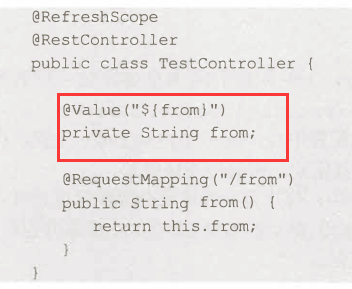 @RefreshScope
@RestController
public class TestController {
@Value("${from}")
private String from;
@RequestMapping("/from")
public String from() {
return this.from;
}
}